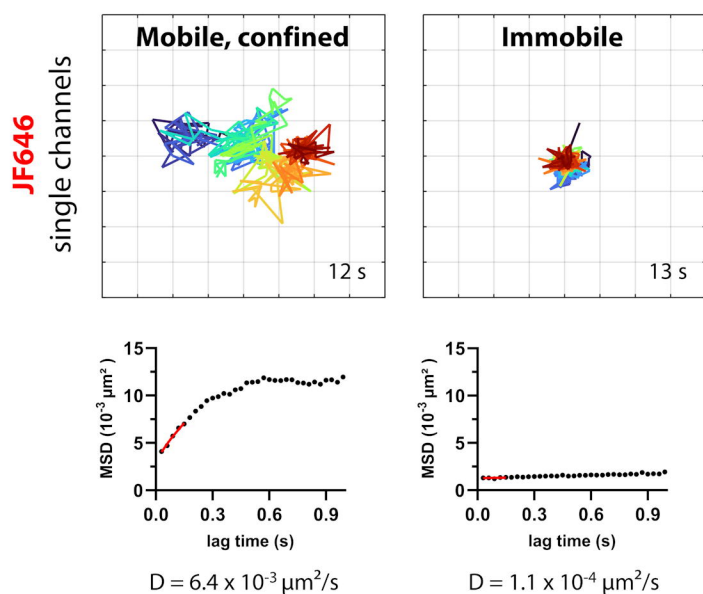 Mobile, confined
Immobile
JF646
single channels
12 s
13 s
MSD (10⁻³ µm²)
15
10
5
0
0.0 0.3 0.6 0.9
lag time (s)
D = 6.4 x 10⁻³ µm²/s
MSD (10⁻³ µm²)
15
10
5
0
0.0 0.3 0.6 0.9
lag time (s)
D = 1.1 x 10⁻⁴ µm²/s